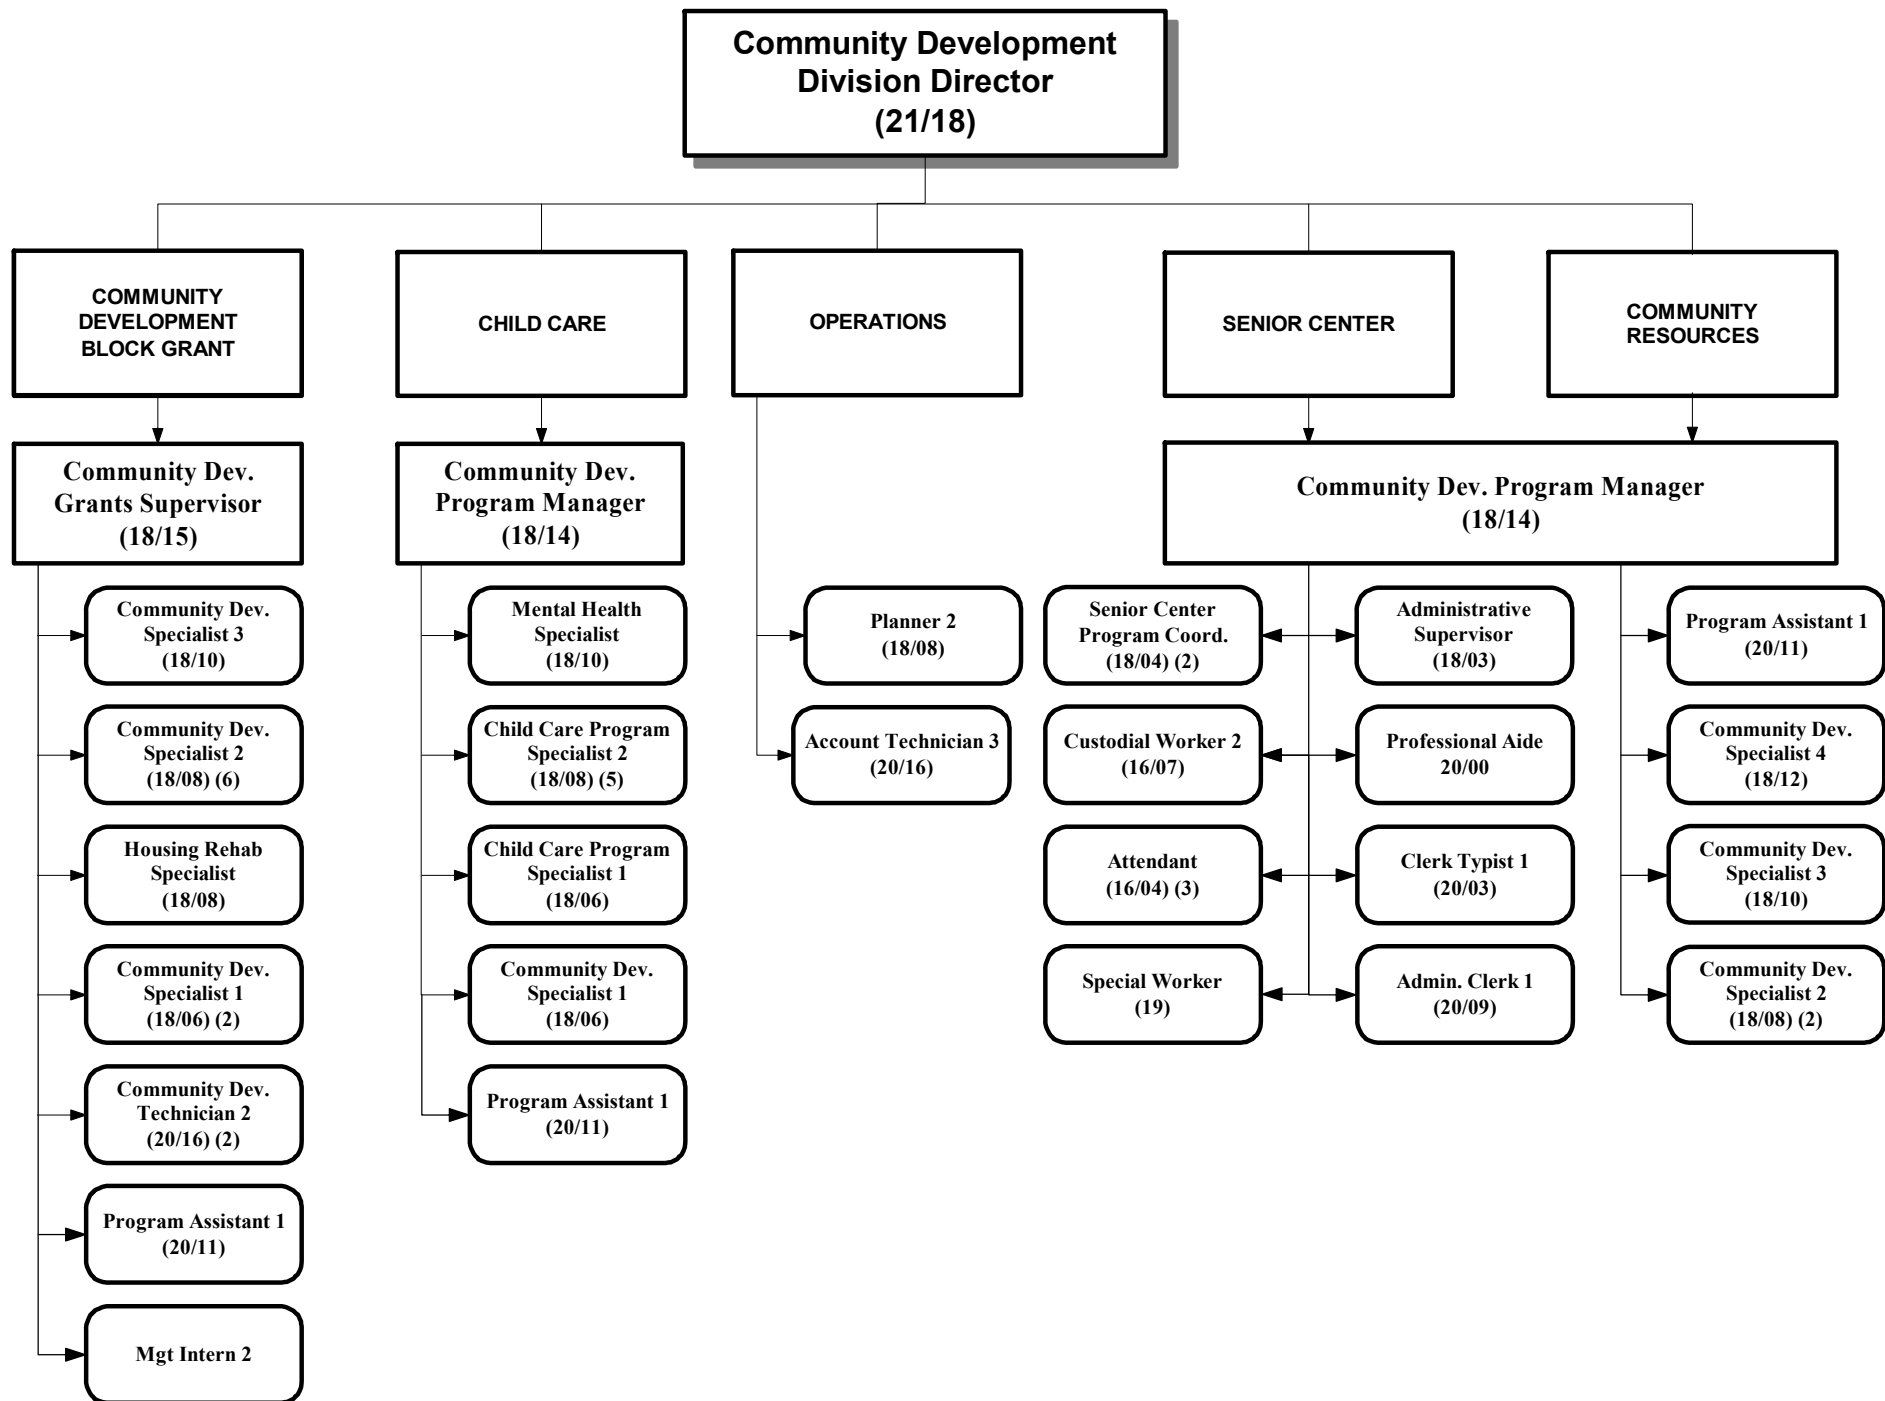 Community Development
Division Director
(21/18)
COMMUNITY
DEVELOPMENT
BLOCK GRANT
CHILD CARE
OPERATIONS
SENIOR CENTER
COMMUNITY
RESOURCES
Community Dev.
Grants Supervisor
(18/15)
Community Dev.
Program Manager
(18/14)
Community Dev. Program Manager
(18/14)
Community Dev.
Specialist 3
(18/10)
Community Dev.
Specialist 2
(18/08) (6)
Housing Rehab
Specialist
(18/08)
Community Dev.
Specialist 1
(18/06) (2)
Community Dev.
Technician 2
(20/16) (2)
Program Assistant 1
(20/11)
Mgt Intern 2
Mental Health
Specialist
(18/10)
Child Care Program
Specialist 2
(18/08) (5)
Child Care Program
Specialist 1
(18/06)
Community Dev.
Specialist 1
(18/06)
Program Assistant 1
(20/11)
Planner 2
(18/08)
Account Technician 3
(20/16)
Senior Center
Program Coord.
(18/04) (2)
Custodial Worker 2
(16/07)
Attendant
(16/04) (3)
Special Worker
(19)
Administrative
Supervisor
(18/03)
Professional Aide
20/00
Clerk Typist 1
(20/03)
Admin. Clerk 1
(20/09)
Program Assistant 1
(20/11)
Community Dev.
Specialist 4
(18/12)
Community Dev.
Specialist 3
(18/10)
Community Dev.
Specialist 2
(18/08) (2)